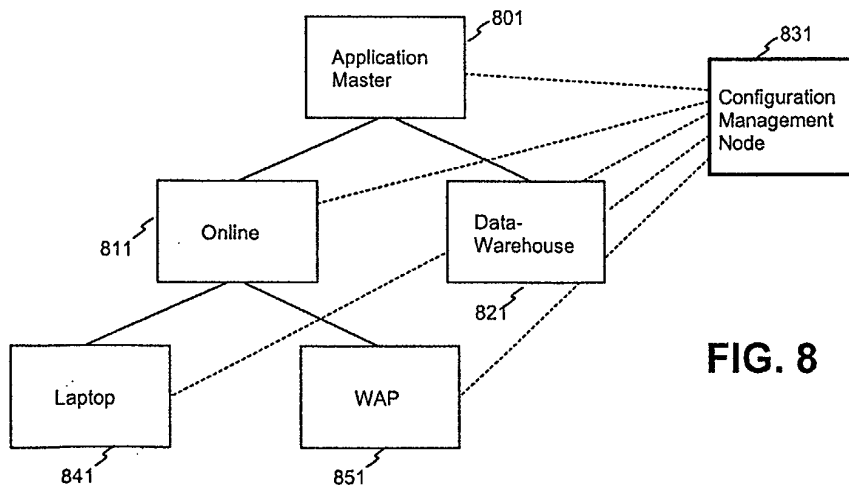 801
831
Application
Master
Configuration
Management
Node
811
Online
Data-
Warehouse
821
FIG. 8
Laptop
WAP
841
851